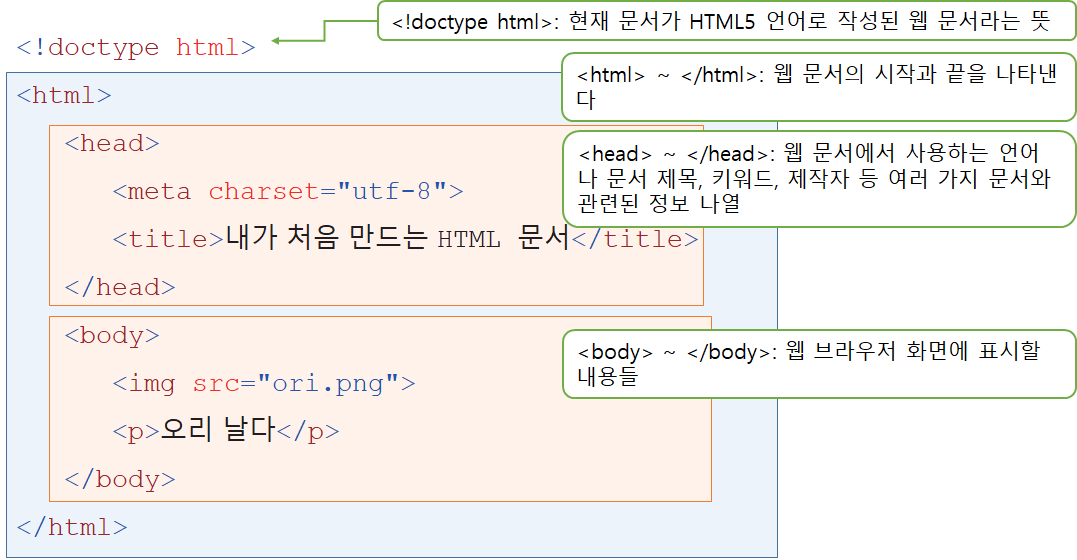 <!doctype html>: 현재 문서가 HTML5 언어로 작성된 웹 문서라는 뜻
<!doctype html>
<html> ~ </html>: 웹 문서의 시작과 끝을 나타낸
다
<html>
<head>
<head> ~ </head>: 웹 문서에서 사용하는 언어
나 문서 제목, 키워드, 제작자 등 여러 가지 문서와
관련된 정보 나열
<meta charset="utf-8">
<title>내가 처음 만드는 HTML 문서</title>
</head>
<body>
<body> ~ </body>: 웹 브라우저 화면에 표시할
내용들
<img src="ori.png">
<p>오리 날다</p>
</body>
</html>